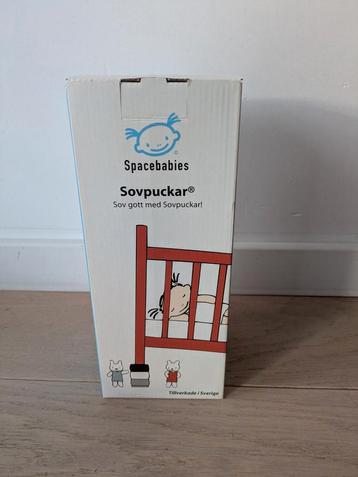 Spacebabies
Sovpuckar®
Sov gott med Sovpuckar!
Tillverkade i Sverige